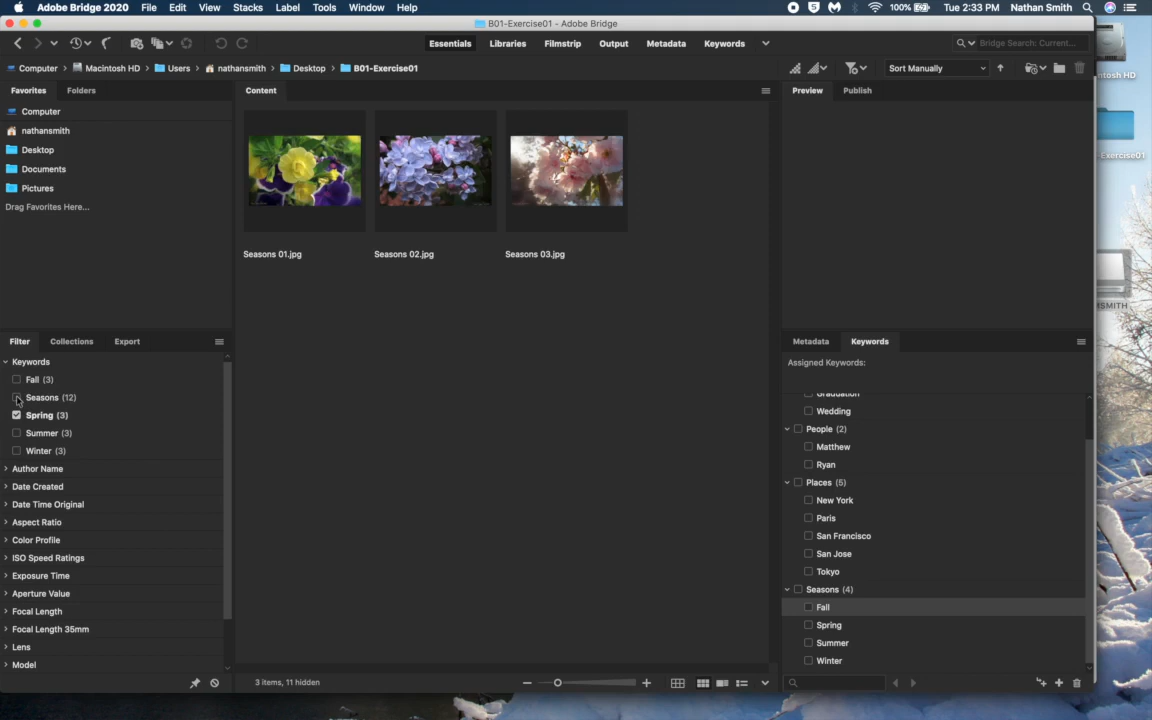 Adobe Bridge 2020 File Edit View Stacks Label Tools Window Help 100% Tue 2:33 PM Nathan Smith
B01-Exercise01 - Adobe Bridge
Essentials Libraries Filmstrip Output Metadata Keywords Bridge Search: Current...
Computer Macintosh HD Users nathansmith Desktop B01-Exercise01 Sort Manually
ntosh HD
Favorites Folders Content Preview Publish
Computer
nathansmith
Desktop
Documents
Pictures
Drag Favorites Here...
-Exercise01
Seasons 01.jpg Seasons 02.jpg Seasons 03.jpg
SMITH
Filter Collections Export Metadata Keywords
Keywords
Fall (3)
Seasons (12)
Spring (3)
Summer (3)
Winter (3)
Author Name
Date Created
Date Time Original
Aspect Ratio
Color Profile
ISO Speed Ratings
Exposure Time
Aperture Value
Focal Length
Focal Length 35mm
Lens
Model
Assigned Keywords:
Graduation
Wedding
People (2)
Matthew
Ryan
Places (5)
New York
Paris
San Francisco
San Jose
Tokyo
Seasons (4)
Fall
Spring
Summer
Winter
3 items, 11 hidden